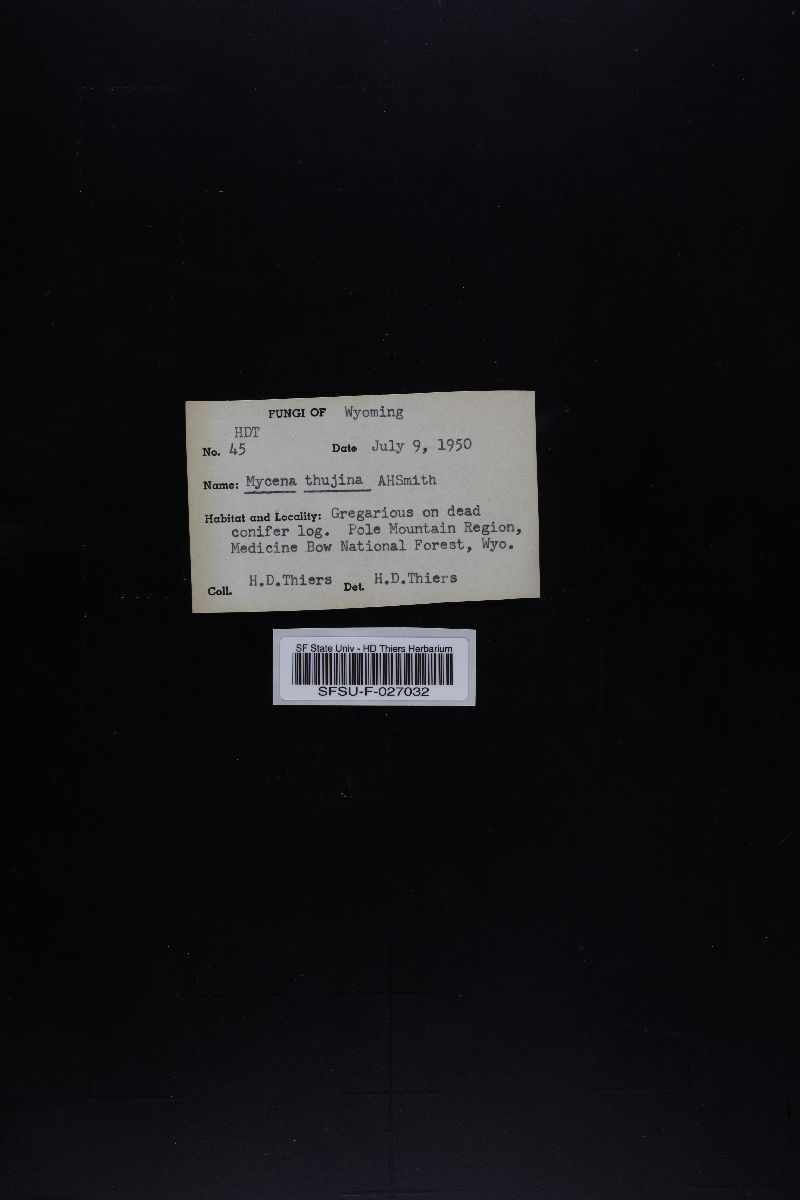 FUNGI OF Wyoming
HDT
No. 45 Date July 9, 1950
Name: Mycena thujina AHSmith
Habitat and Locality: Gregarious on dead
conifer log. Pole Mountain Region,
Medicine Bow National Forest, Wyo.
Coll. H.D.Thiers Det. H.D.Thiers
SF State Univ - HD Thiers Herbarium
SFSU-F-027032